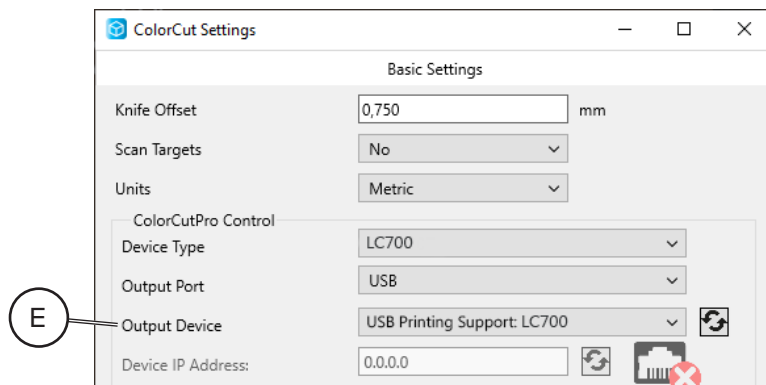 ColorCut Settings
Basic Settings
Knife Offset 0,750 mm
Scan Targets No
Units Metric
ColorCutPro Control
Device Type LC700
Output Port USB
E Output Device USB Printing Support: LC700
Device IP Address: 0.0.0.0